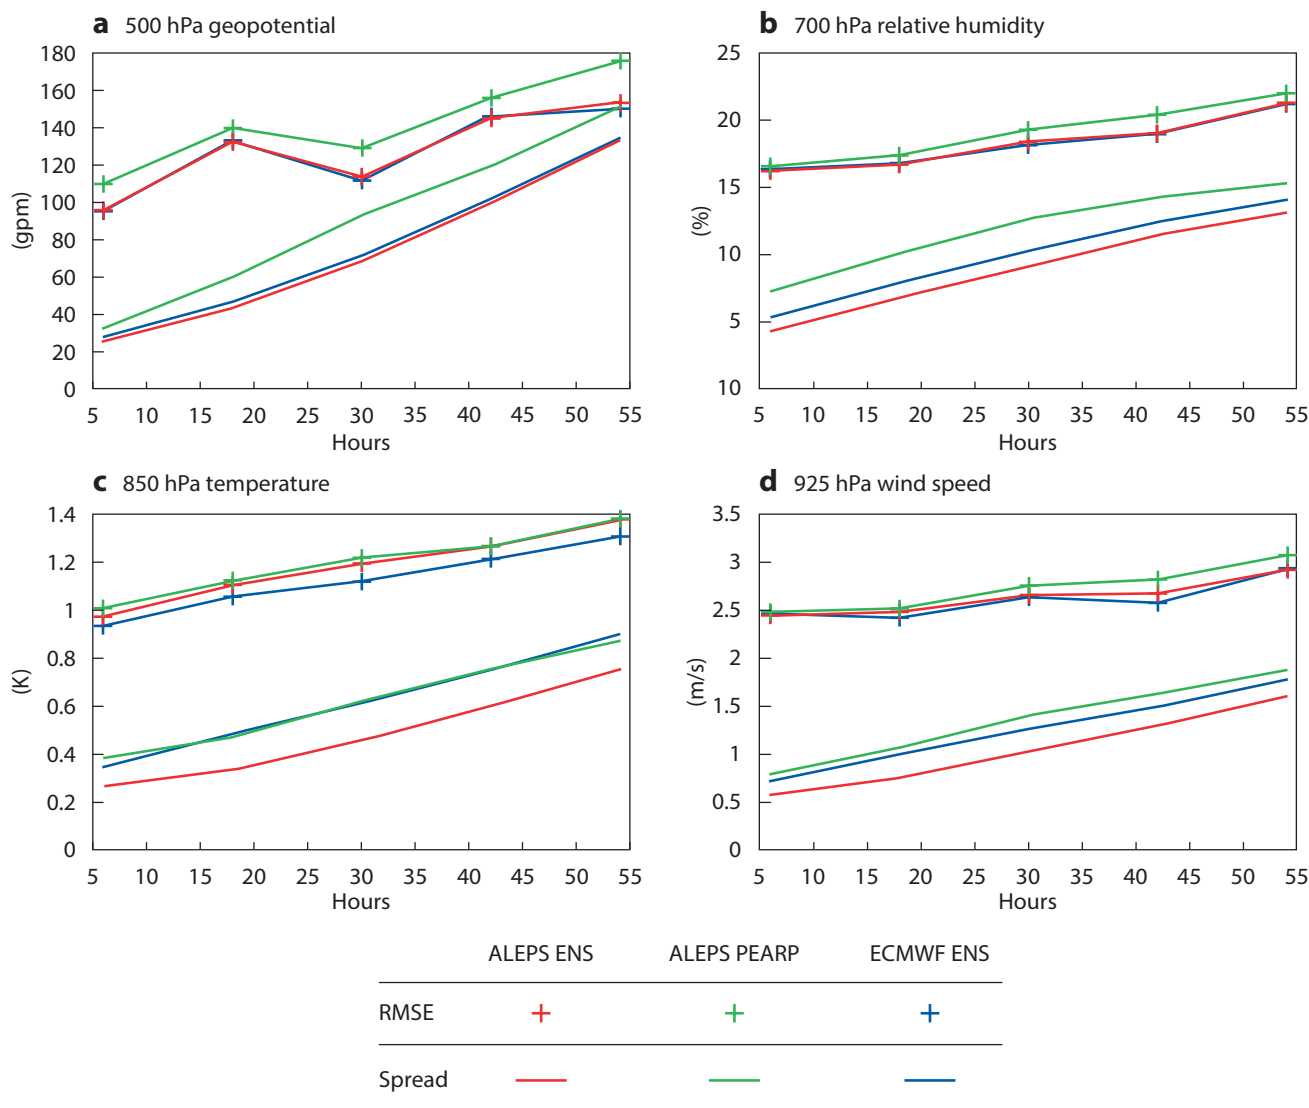 a 500 hPa geopotential
180
160
140
120
100
80
60
40
20
0
(gpm)
5 10 15 20 25 30 35 40 45 50 55
Hours
b 700 hPa relative humidity
25
20
15
10
5
10
(%)
5 10 15 20 25 30 35 40 45 50 55
Hours
c 850 hPa temperature
1.4
1.2
1
0.8
0.6
0.4
0.2
0
(K)
5 10 15 20 25 30 35 40 45 50 55
Hours
d 925 hPa wind speed
3.5
3
2.5
2
1.5
1
0.5
0
(m/s)
5 10 15 20 25 30 35 40 45 50 55
Hours
ALEPS ENS ALEPS PEARP ECMWF ENS
RMSE
Spread